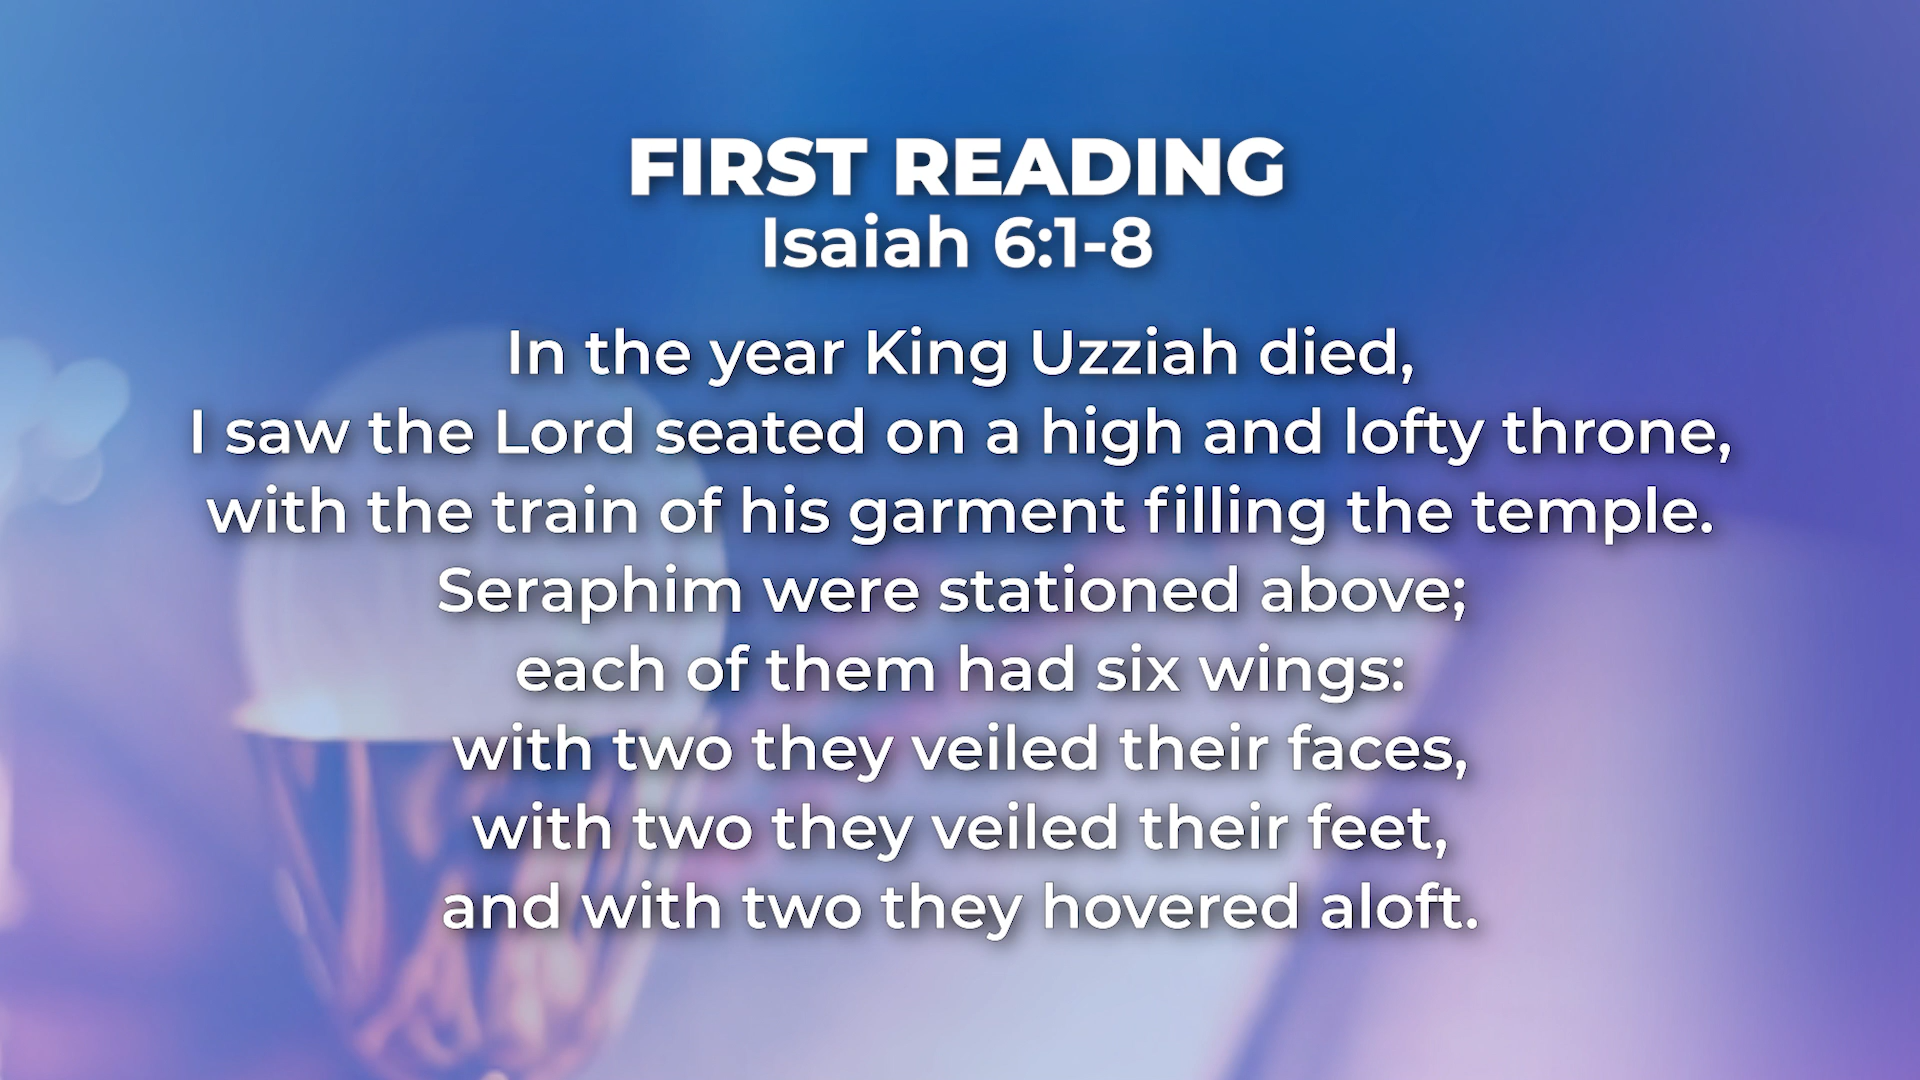 FIRST READING
Isaiah 6:1-8
In the year King Uzziah died,
I saw the Lord seated on a high and lofty throne,
with the train of his garment filling the temple.
Seraphim were stationed above;
each of them had six wings:
with two they veiled their faces,
with two they veiled their feet,
and with two they hovered aloft.